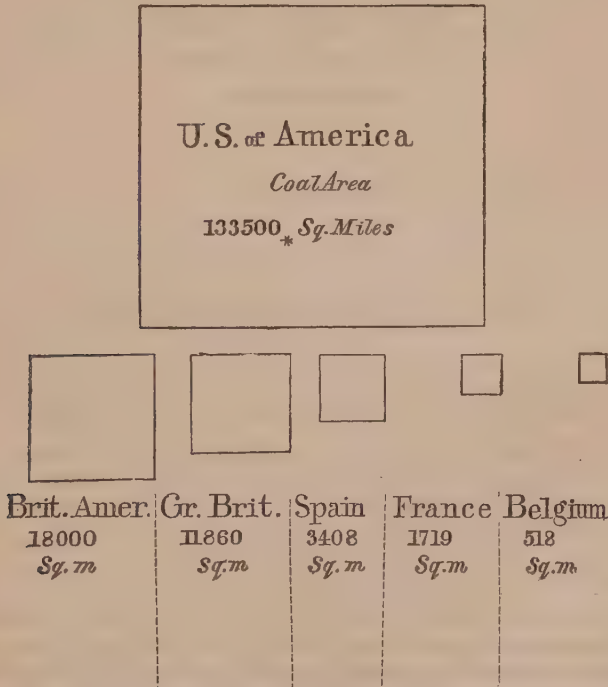 U.S. of America
Coal Area
133500* Sq. Miles
Brit. Amer. Gr. Brit. Spain France Belgium
18000 11860 3408 1719 518
Sq. m Sq. m Sq. m Sq. m Sq. m